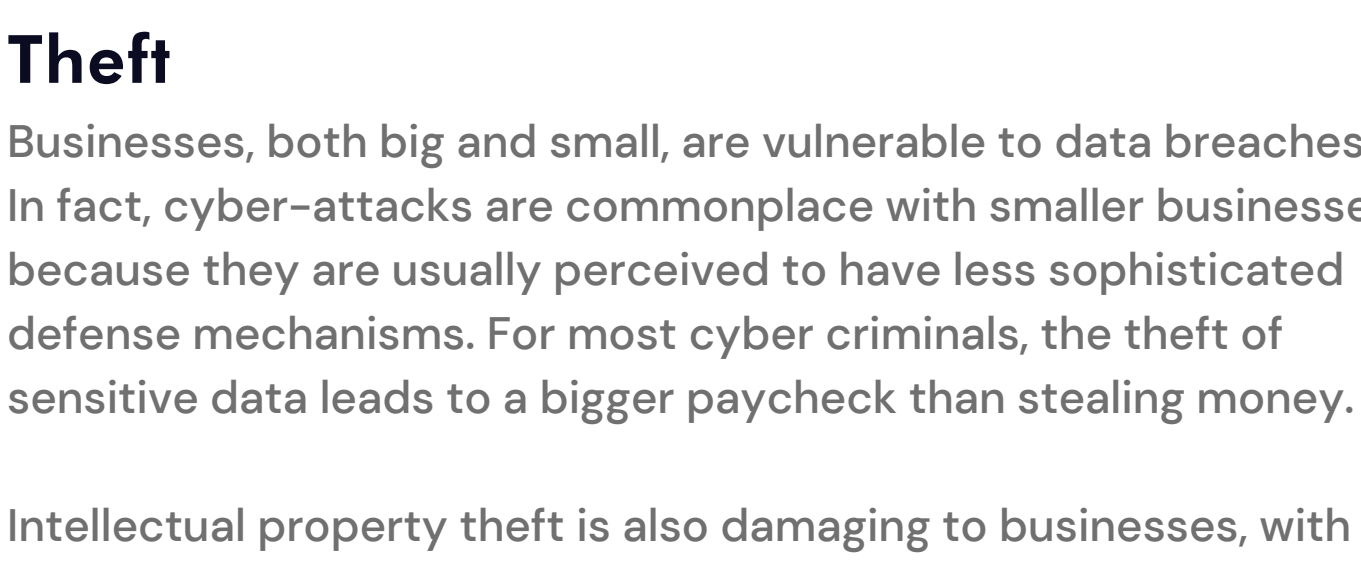 Theft
Businesses, both big and small, are vulnerable to data breaches
In fact, cyber-attacks are commonplace with smaller businesse
because they are usually perceived to have less sophisticated
defense mechanisms. For most cyber criminals, the theft of
sensitive data leads to a bigger paycheck than stealing money.
Intellectual property theft is also damaging to businesses, with